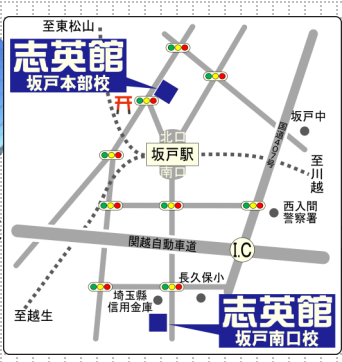 至東松山
志英館
坂戸本部校
坂戸中
国道407号
北口
坂戸駅
南口
至川越
西入間
警察署
関越自動車道
I.C
長久保小
埼玉縣
信用金庫
至越生
志英館
坂戸南口校